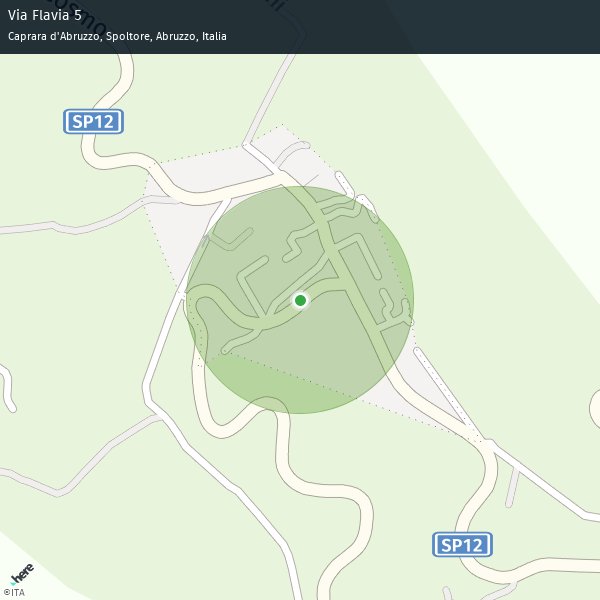 Via Flavia 5
Caprara d'Abruzzo, Spoltore, Abruzzo, Italia
SP12
SP12
here
©ITA